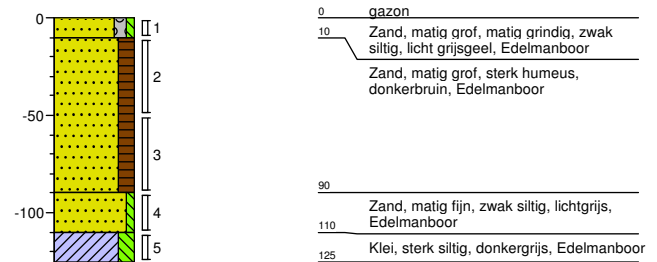 0
-50
-100
1
2
3
4
5
0 gazon
10 Zand, matig grof, matig grindig, zwak
siltig, licht grijsgeel, Edelmanboor
Zand, matig grof, sterk humeus,
donkerbruin, Edelmanboor
90
Zand, matig fijn, zwak siltig, lichtgrijs,
Edelmanboor
110
Klei, sterk siltig, donkergrijs, Edelmanboor
125